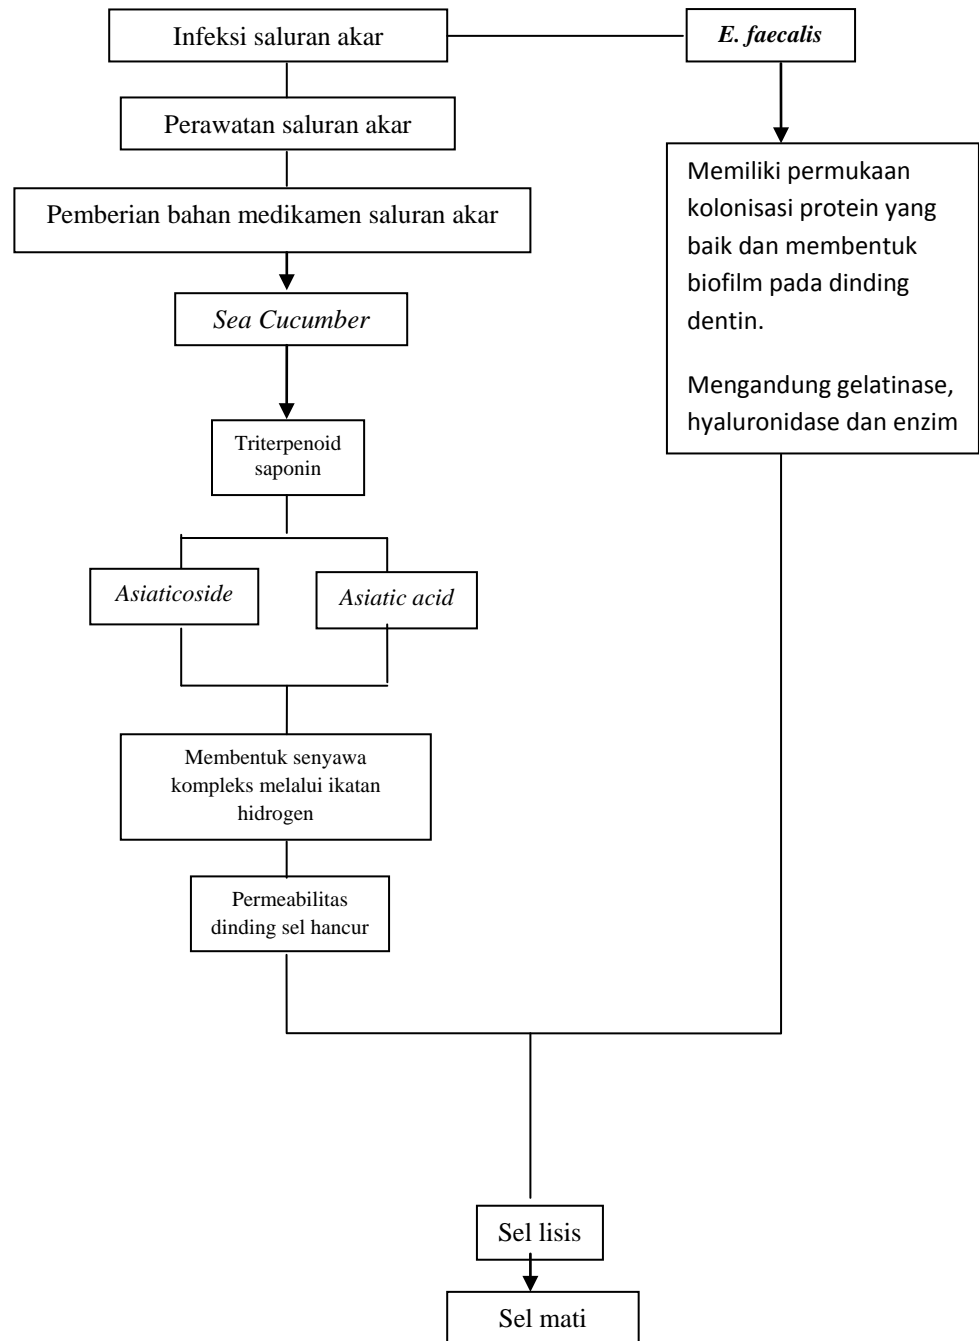 Infeksi saluran akar
E. faecalis
Perawatan saluran akar
Pemberian bahan medikamen saluran akar
Sea Cucumber
Memiliki permukaan
kolonisasi protein yang
baik dan membentuk
biofilm pada dinding
dentin.
Mengandung gelatinase,
hyaluronidase dan enzim
Triterpenoid
saponin
Asiaticoside
Asiatic acid
Membentuk senyawa
kompleks melalui ikatan
hidrogen
Permeabilitas
dinding sel hancur
Sel lisis
Sel mati